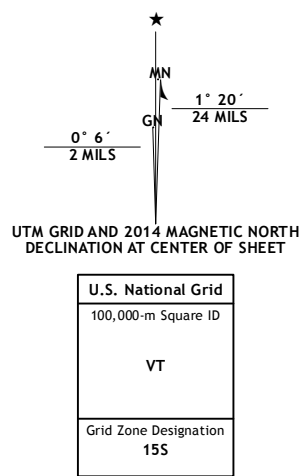 ★
MN
1° 20´
24 MILS
GN
0° 6´
2 MILS
UTM GRID AND 2014 MAGNETIC NORTH
DECLINATION AT CENTER OF SHEET
U.S. National Grid
100,000-m Square ID
VT
Grid Zone Designation
15S